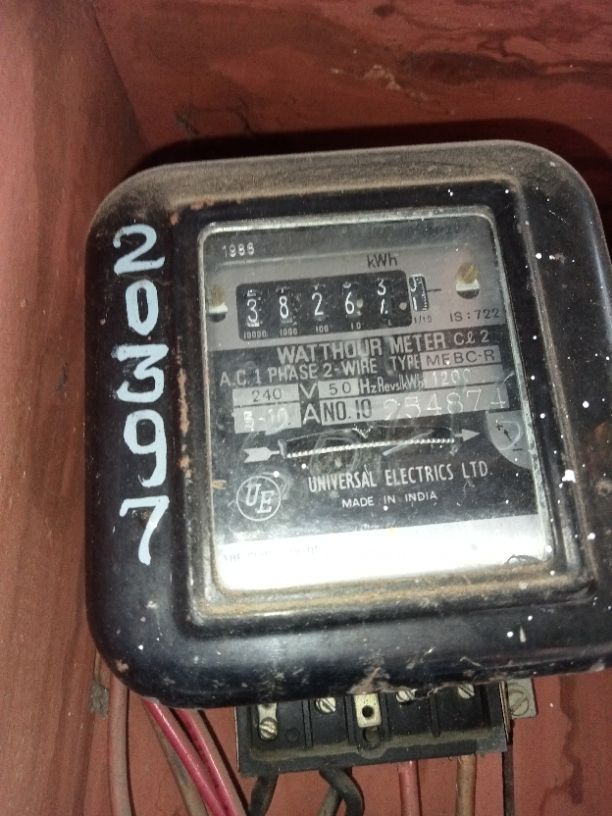 20397
1988
kWh
3 8 2 6 3
10000 1000 100 10 1 1/10
IS : 722
WATTHOUR METER Cl 2
A.C. 1 PHASE 2-WIRE TYPE MFBC-R
240 V 50 Hz Revs/kWh 1200
5-10 A NO. 10 254874
UE
UNIVERSAL ELECTRICS LTD.
MADE IN INDIA